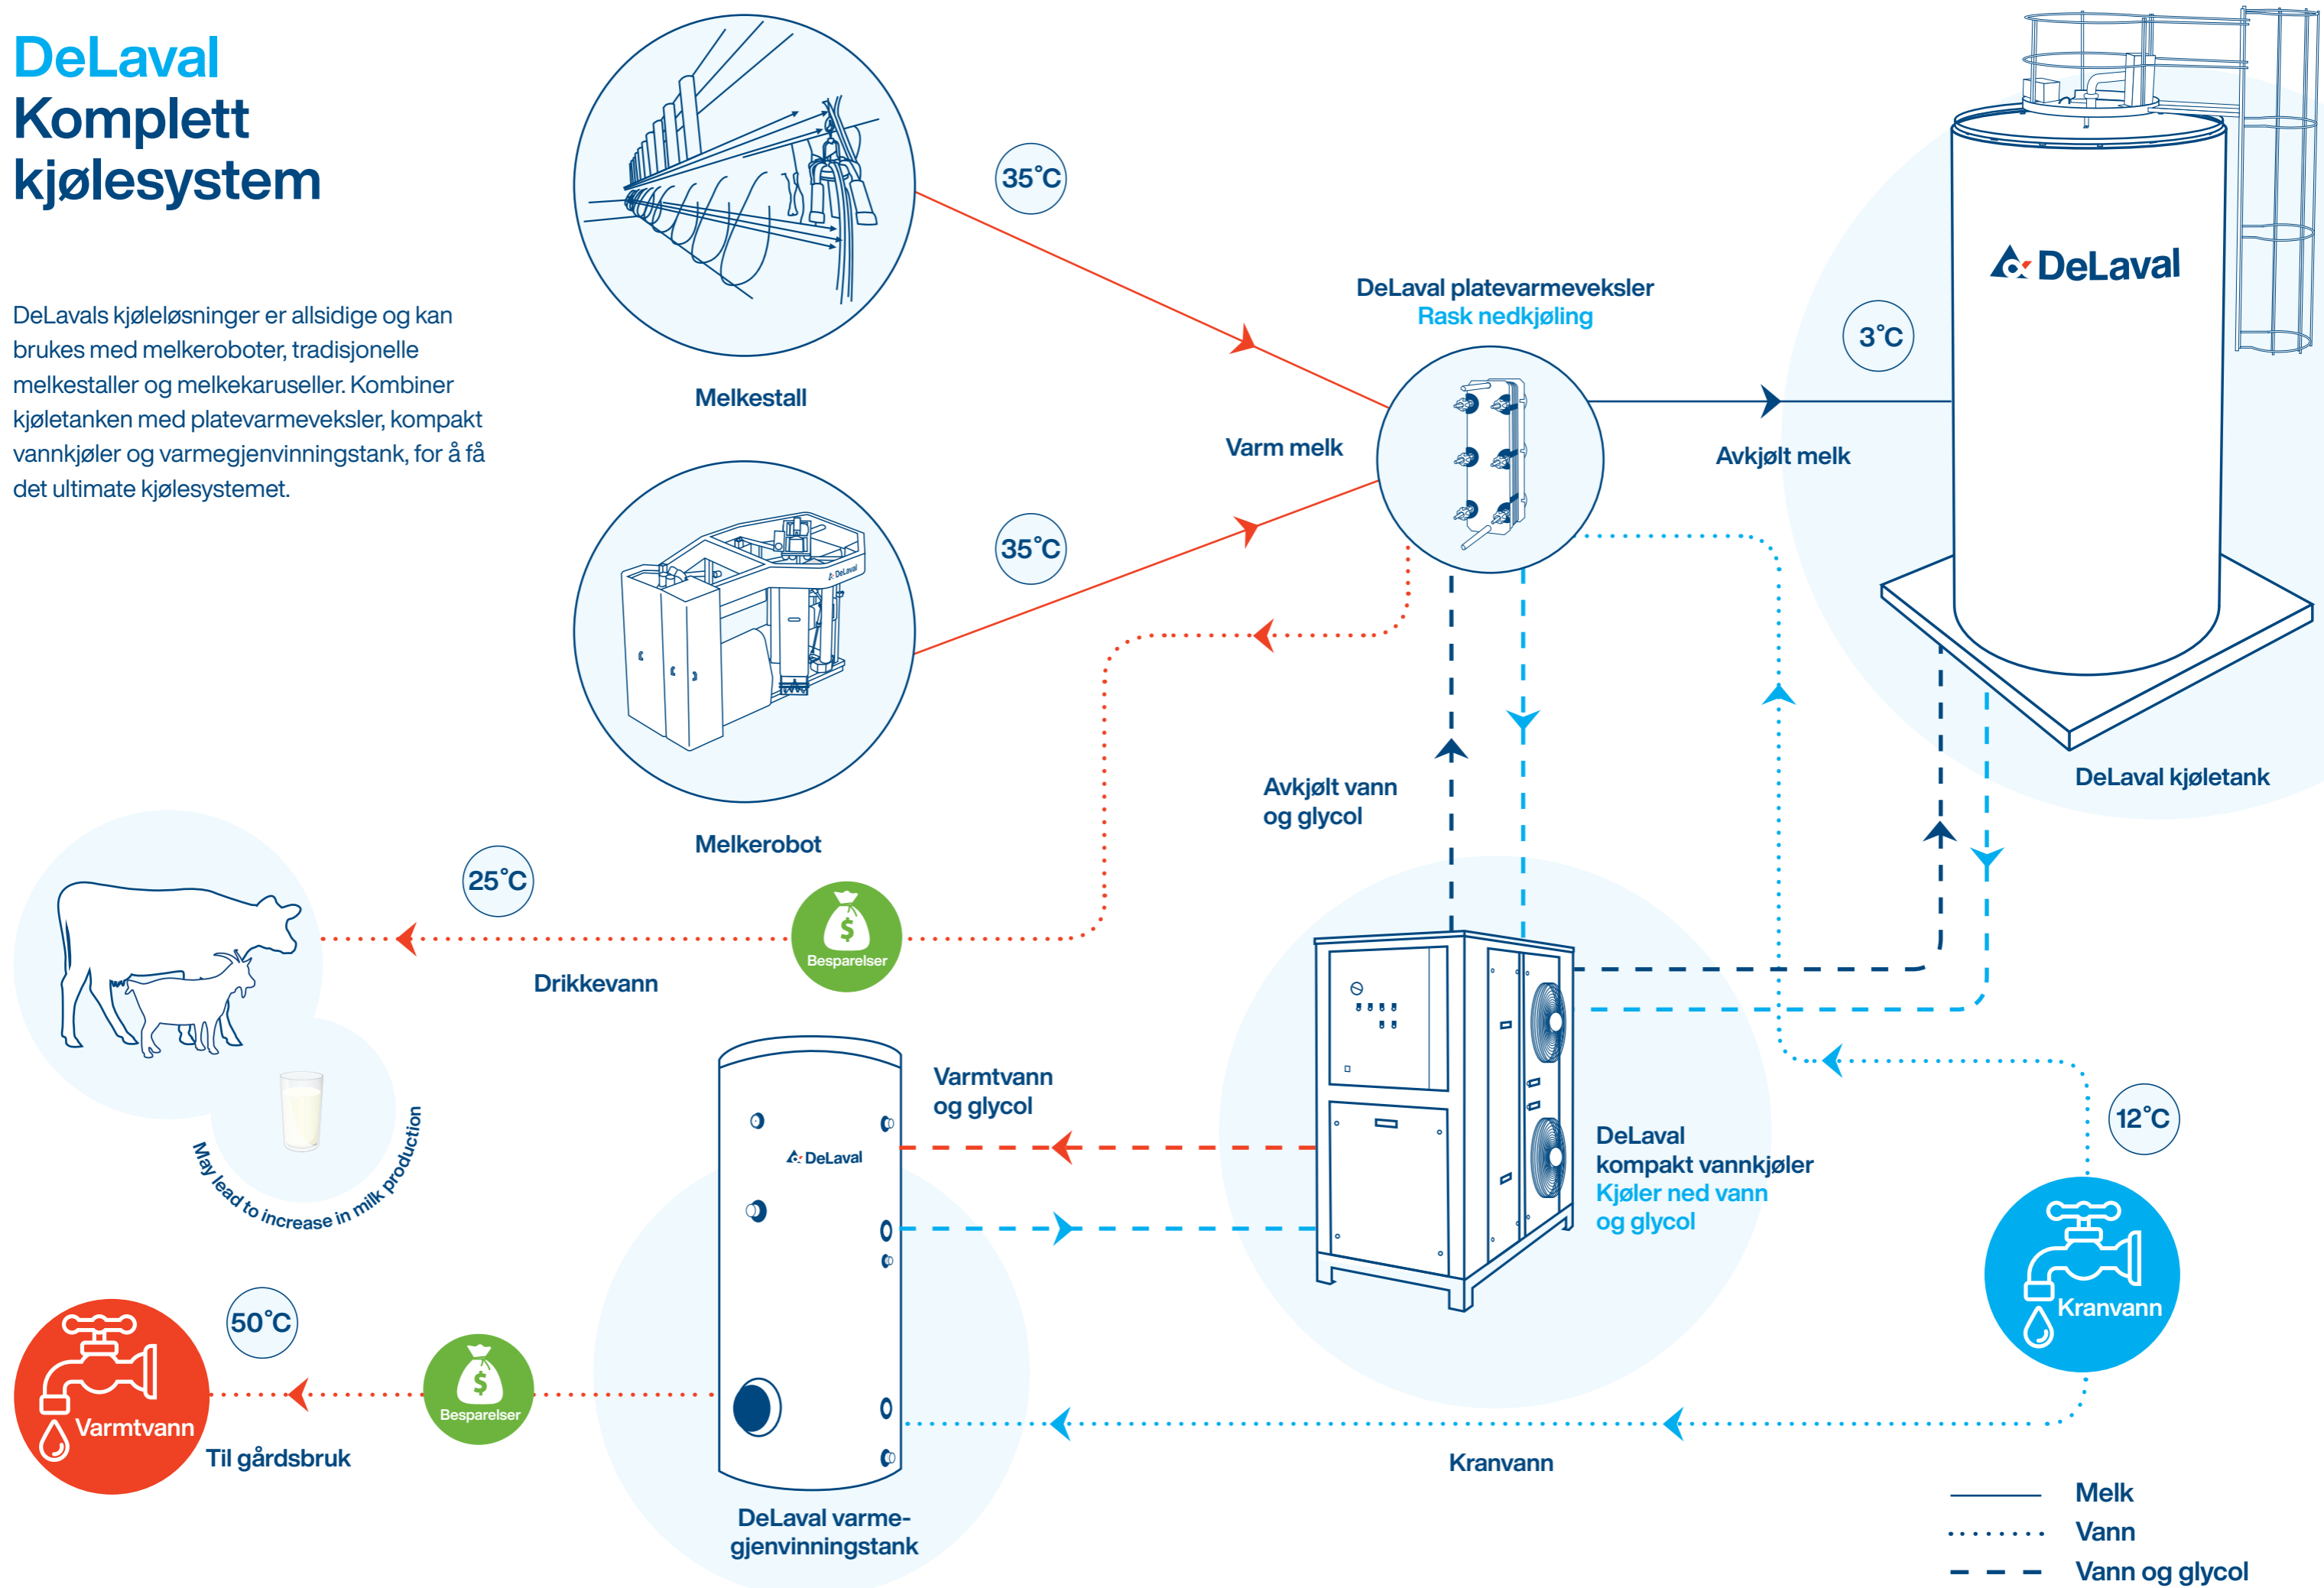 DeLaval
Komplett
kjølesystem
DeLavals kjøleløsninger er allsidige og kan
brukes med melkeroboter, tradisjonelle
melkestaller og melkekaruseller. Kombiner
kjøletanken med platevarmeveksler, kompakt
vannkjøler og varmegjenvinningstank, for å få
det ultimate kjølesystemet.
35°C
Melkestall
DeLaval platevarmeveksler
Rask nedkjøling
3°C
DeLaval
Varm melk
Avkjølt melk
35°C
DeLaval
Melkerobot
Avkjølt vann
og glycol
DeLaval kjøletank
25°C
Besparelser
Drikkevann
May lead to increase in milk production
Varmtvann
og glycol
DeLaval
DeLaval
kompakt vannkjøler
Kjøler ned vann
og glycol
12°C
Kranvann
50°C
Varmtvann
Besparelser
Til gårdsbruk
Kranvann
DeLaval varme-
gjenvinningstank
Melk
Vann
Vann og glycol